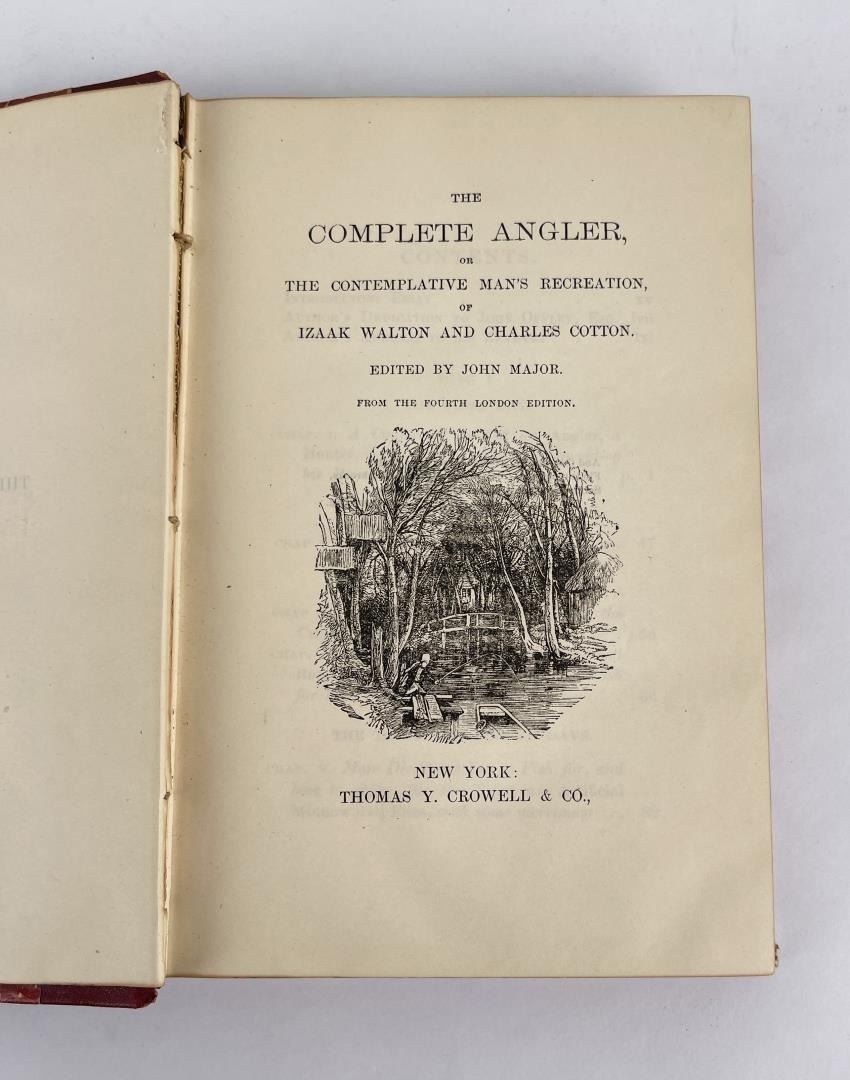 THE
COMPLETE ANGLER,
OR
THE CONTEMPLATIVE MAN'S RECREATION,
OF
IZAAK WALTON AND CHARLES COTTON.
EDITED BY JOHN MAJOR.
FROM THE FOURTH LONDON EDITION.
NEW YORK:
THOMAS Y. CROWELL & CO.,